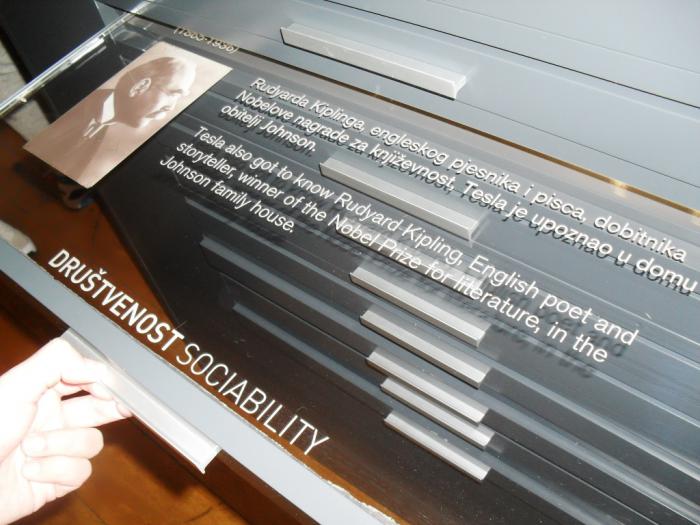 (1865-1936)
Rudyarda Kiplinga, engleskog pjesnika i pisca, dobitnika
Nobelove nagrade za književnost, Tesla je upoznao u domu
obitelji Johnson.
Tesla also got to know Rudyard Kipling, English poet and
storyteller, winner of the Nobel Prize for literature, in the
Johnson family house.
DRUŠTVENOST SOCIABILITY